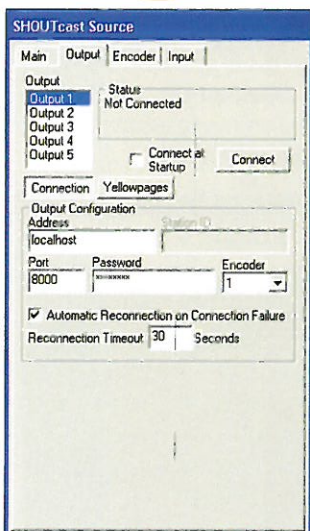 SHOUTcast Source
Main Output Encoder Input
Output
Output 1
Output 2
Output 3
Output 4
Output 5
Status
Not Connected
Connect at
Startup
Connect
Connection Yellowpages
Output Configuration
Address Station ID
localhost
Port Password Encoder
8000 ******** 1
Automatic Reconnection on Connection Failure
Reconnection Timeout 30 Seconds